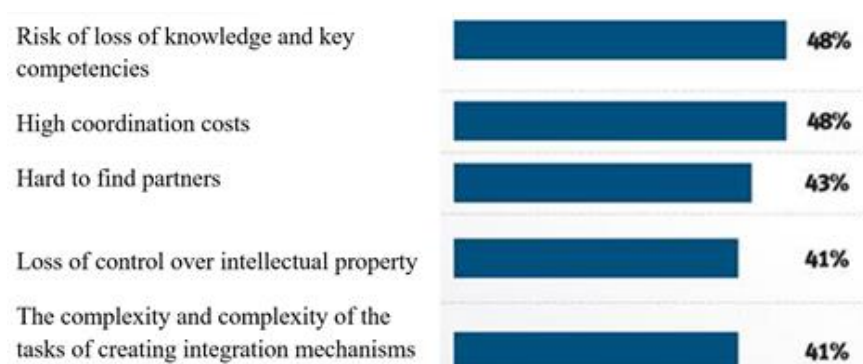 Risk of loss of knowledge and key
competencies
48%
High coordination costs
48%
Hard to find partners
43%
Loss of control over intellectual property
41%
The complexity and complexity of the
tasks of creating integration mechanisms
41%